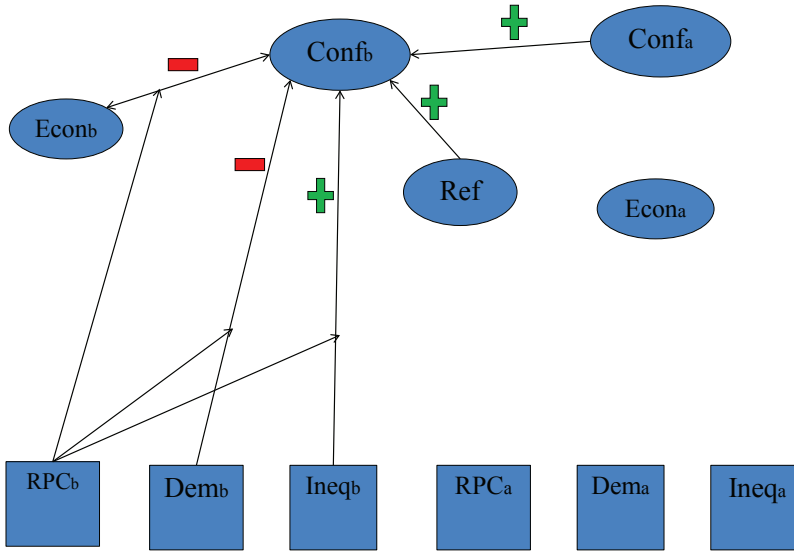 Confb
Confa
Econb
Ref
Econa
RPCb
Demb
Ineqb
RPCa
Dema
Ineqa